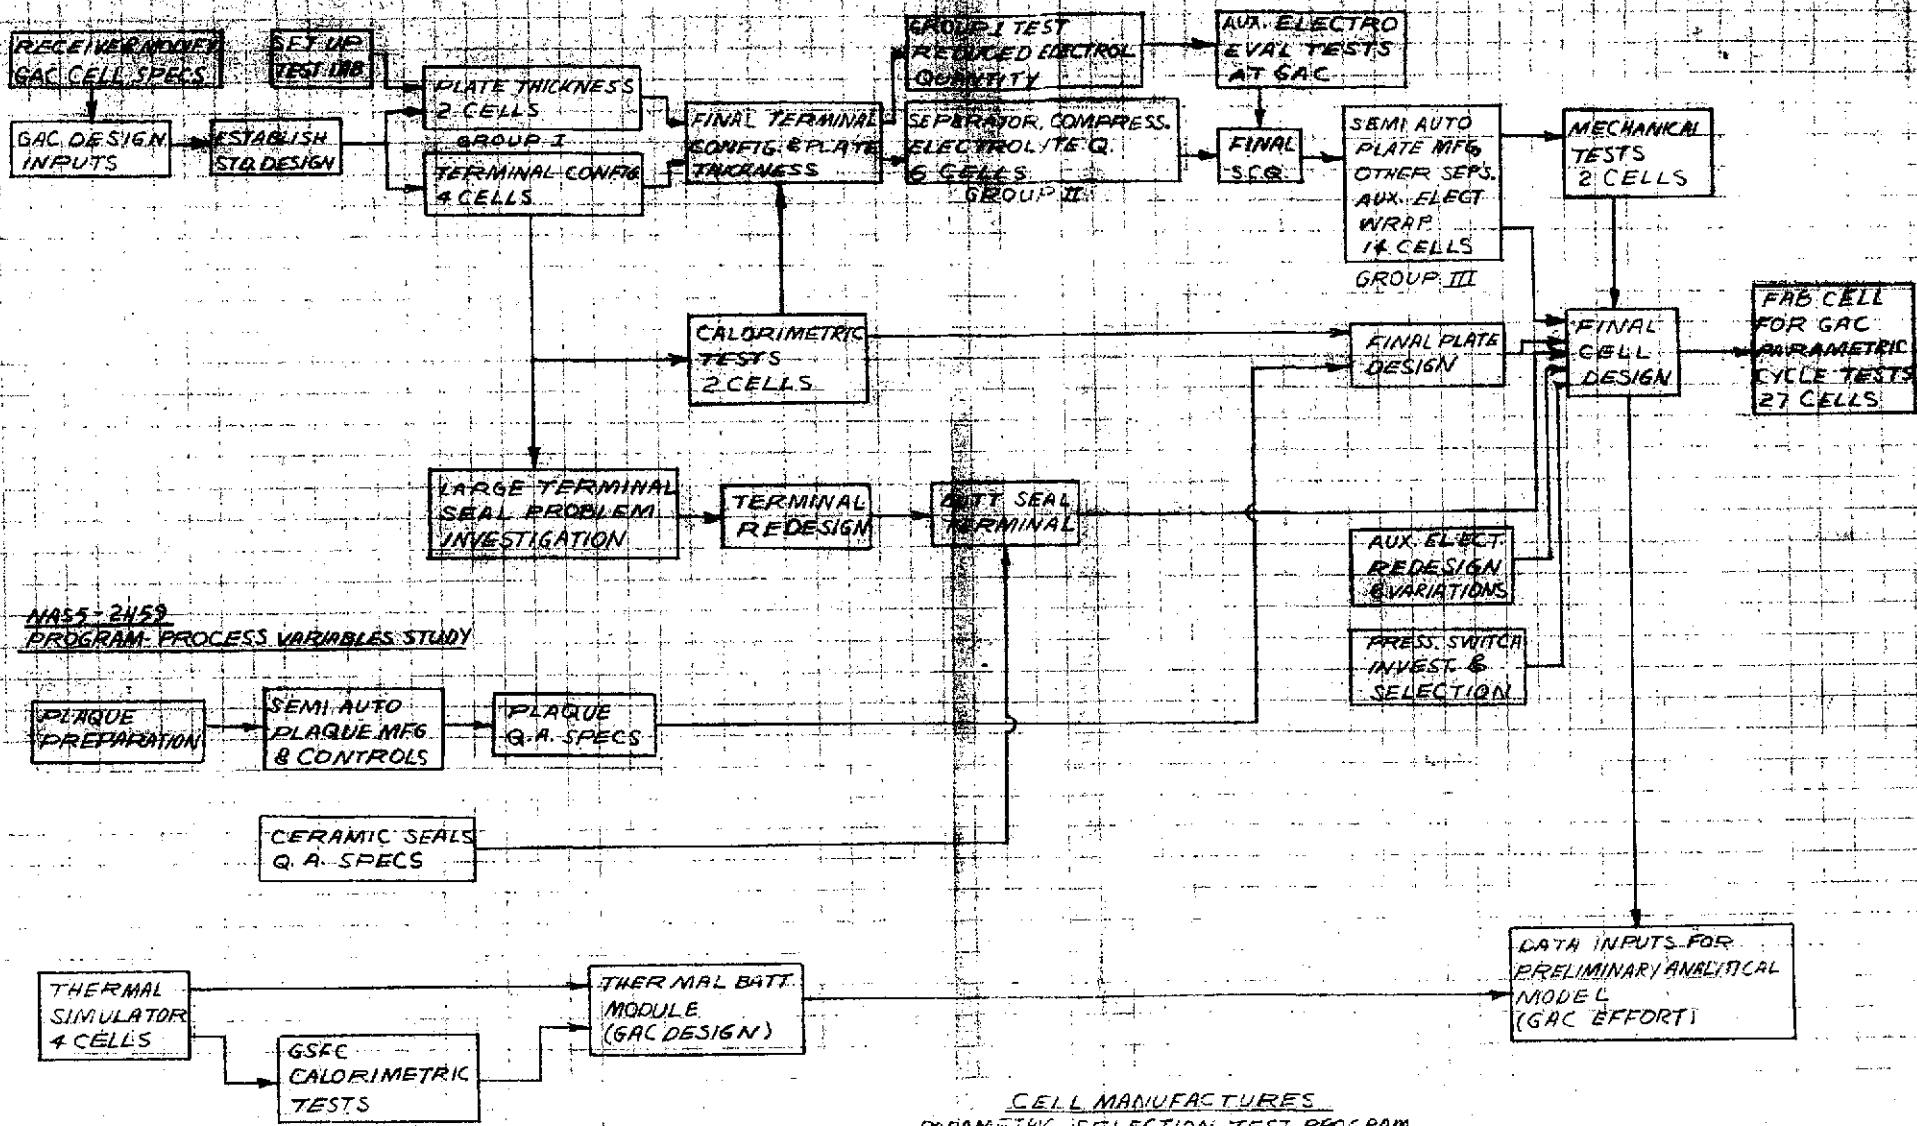 RECEIVE & MODIFY
GAC CELL SPECS
SET UP
TEST LAB
GAC DESIGN
INPUTS
ESTABLISH
STD. DESIGN
PLATE THICKNESS
2 CELLS
GROUP I
TERMINAL CONFIG.
4 CELLS
FINAL TERMINAL
CONFIG. & PLATE
THICKNESS
GROUP I TEST
REDUCED ELECTROL
QUANTITY
SEPARATOR, COMPRESS.
ELECTROLYTE Q.
6 CELLS
GROUP II
AUX. ELECTRO
EVAL TESTS
AT GAC
FINAL
S.C.Q.
SEMI AUTO
PLATE MFG
OTHER SEPS.
AUX. ELECT
WRAP.
14 CELLS
GROUP III
MECHANICAL
TESTS
2 CELLS
CALORIMETRIC
TESTS
2 CELLS
FINAL PLATE
DESIGN
FINAL
CELL
DESIGN
FAB CELL
FOR GAC
PARAMETRIC
CYCLE TESTS
27 CELLS
LARGE TERMINAL
SEAL PROBLEM
INVESTIGATION
TERMINAL
REDESIGN
BUTT SEAL
TERMINAL
AUX. ELECT.
REDESIGN
6 VARIATIONS
NAS5-2459
PROGRAM-PROCESS VARIABLES STUDY
PRESS. SWITCH
INVEST. &
SELECTION
PLAQUE
PREPARATION
SEMI AUTO
PLAQUE MFG
& CONTROLS
PLAQUE
Q.A. SPECS
CERAMIC SEALS
Q.A. SPECS
THERMAL
SIMULATOR
4 CELLS
GSFC
CALORIMETRIC
TESTS
THERMAL BATT.
MODULE
(GAC DESIGN)
DATA INPUTS FOR
PRELIMINARY ANALYTICAL
MODEL
(GAC EFFORT)
CELL MANUFACTURES
PARAMETRIC SELECTION TEST PROGRAM